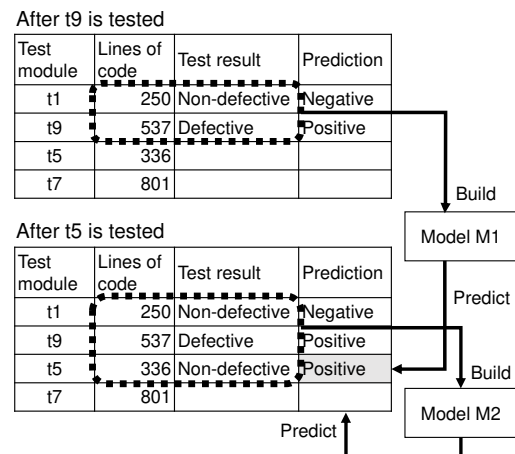 After t9 is tested
Test module Lines of code Test result Prediction
t1 250 Non-defective Negative
t9 537 Defective Positive
t5 336
t7 801
Build
Model M1
After t5 is tested
Test module Lines of code Test result Prediction
Predict
t1 250 Non-defective Negative
t9 537 Defective Positive
t5 336 Non-defective Positive
Build
t7 801
Model M2
Predict